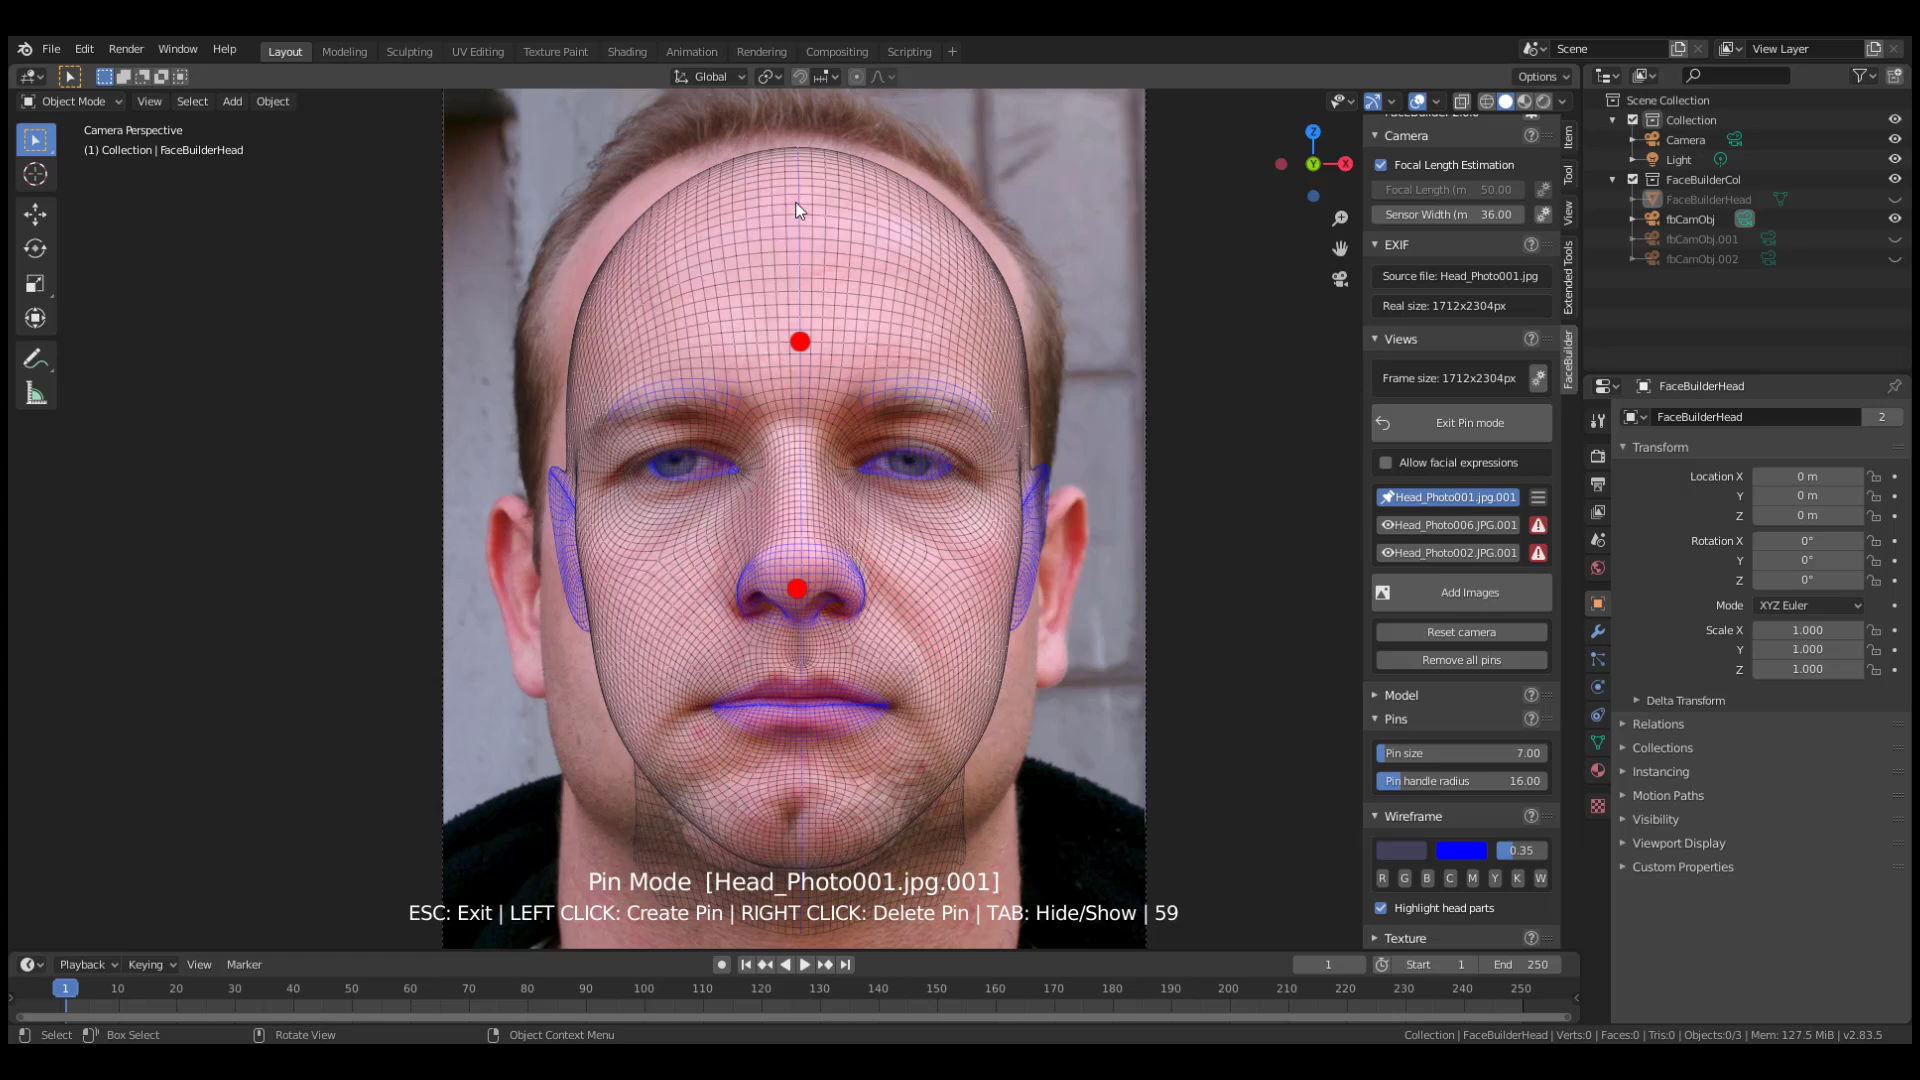 File Edit Render Window Help
Layout Modeling Sculpting UV Editing Texture Paint Shading Animation Rendering Compositing Scripting +
Scene
View Layer
Global
Options
Object Mode View Select Add Object
Camera Perspective
(1) Collection | FaceBuilderHead
Z
Y
X
Camera
Focal Length Estimation
Focal Length (m 50.00
Sensor Width (m 36.00
EXIF
Source file: Head_Photo001.jpg
Real size: 1712x2304px
Views
Frame size: 1712x2304px
Exit Pin mode
Allow facial expressions
Head_Photo001.jpg.001
Head_Photo006.JPG.001
Head_Photo002.JPG.001
Add Images
Reset camera
Remove all pins
Model
Pins
Pin size 7.00
Pin handle radius 16.00
Wireframe
0.35
R G B C M Y K W
Highlight head parts
Texture
Item
Tool
View
Extended Tools
FaceBuilder
Scene Collection
Collection
Camera
Light
FaceBuilderCol
FaceBuilderHead
fbCamObj
fbCamObj.001
fbCamObj.002
FaceBuilderHead
FaceBuilderHead 2
Transform
Location X 0 m
Y 0 m
Z 0 m
Rotation X 0°
Y 0°
Z 0°
Mode XYZ Euler
Scale X 1.000
Y 1.000
Z 1.000
Delta Transform
Relations
Collections
Instancing
Motion Paths
Visibility
Viewport Display
Custom Properties
Pin Mode [Head_Photo001.jpg.001]
ESC: Exit | LEFT CLICK: Create Pin | RIGHT CLICK: Delete Pin | TAB: Hide/Show | 59
Playback Keying View Marker
1
Start 1
End 250
1 10 20 30 40 50 60 70 80 90 100 110 120 130 140 150 160 170 180 190 200 210 220 230 240 250
Select Box Select Rotate View Object Context Menu
Collection | FaceBuilderHead | Verts:0 | Faces:0 | Tris:0 | Objects:0/3 | Mem: 127.5 MiB | v2.83.5